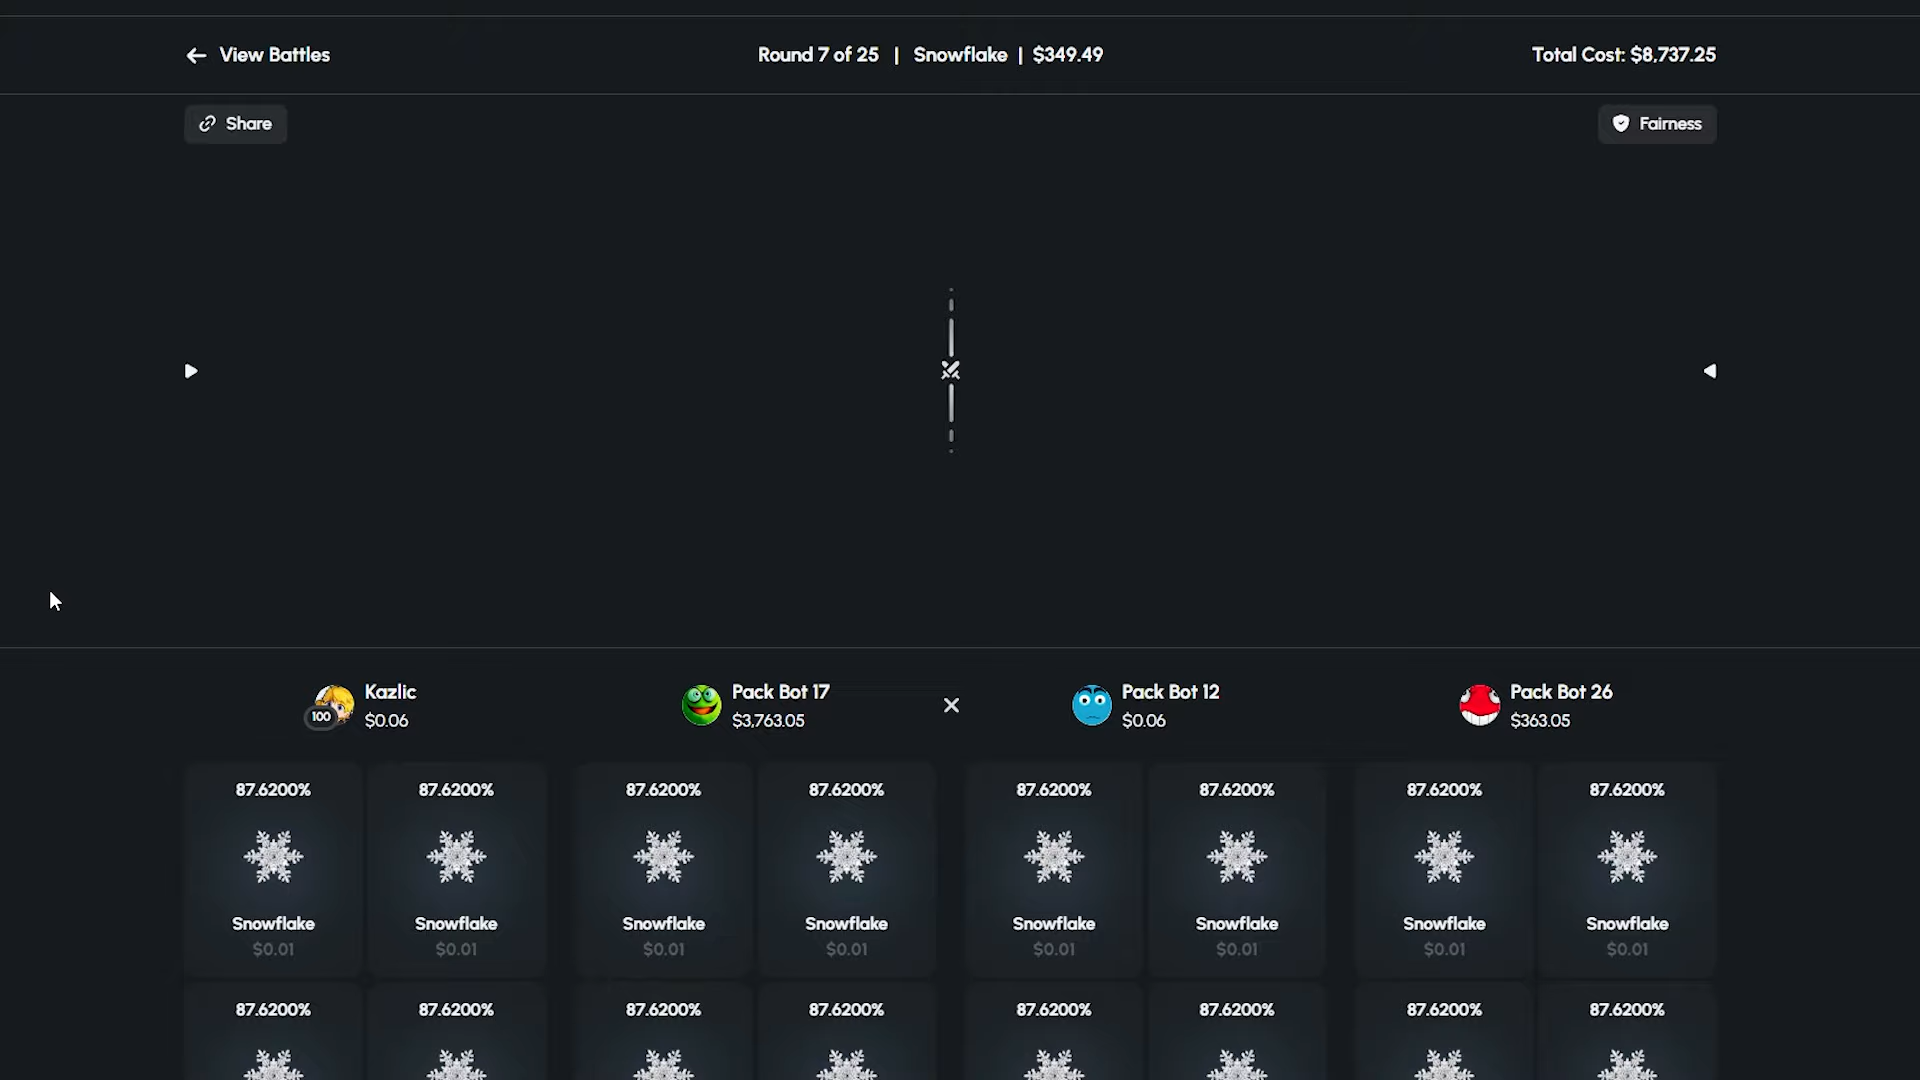 View Battles
Round 7 of 25 | Snowflake | $349.49
Total Cost: $8,737.25
Share
Fairness
Kazlic
100
$0.06
Pack Bot 17
$3,763.05
Pack Bot 12
$0.06
Pack Bot 26
$363.05
87.6200% 87.6200% 87.6200% 87.6200% 87.6200% 87.6200% 87.6200% 87.6200%
Snowflake Snowflake Snowflake Snowflake Snowflake Snowflake Snowflake Snowflake
$0.01 $0.01 $0.01 $0.01 $0.01 $0.01 $0.01 $0.01
87.6200% 87.6200% 87.6200% 87.6200% 87.6200% 87.6200% 87.6200% 87.6200%